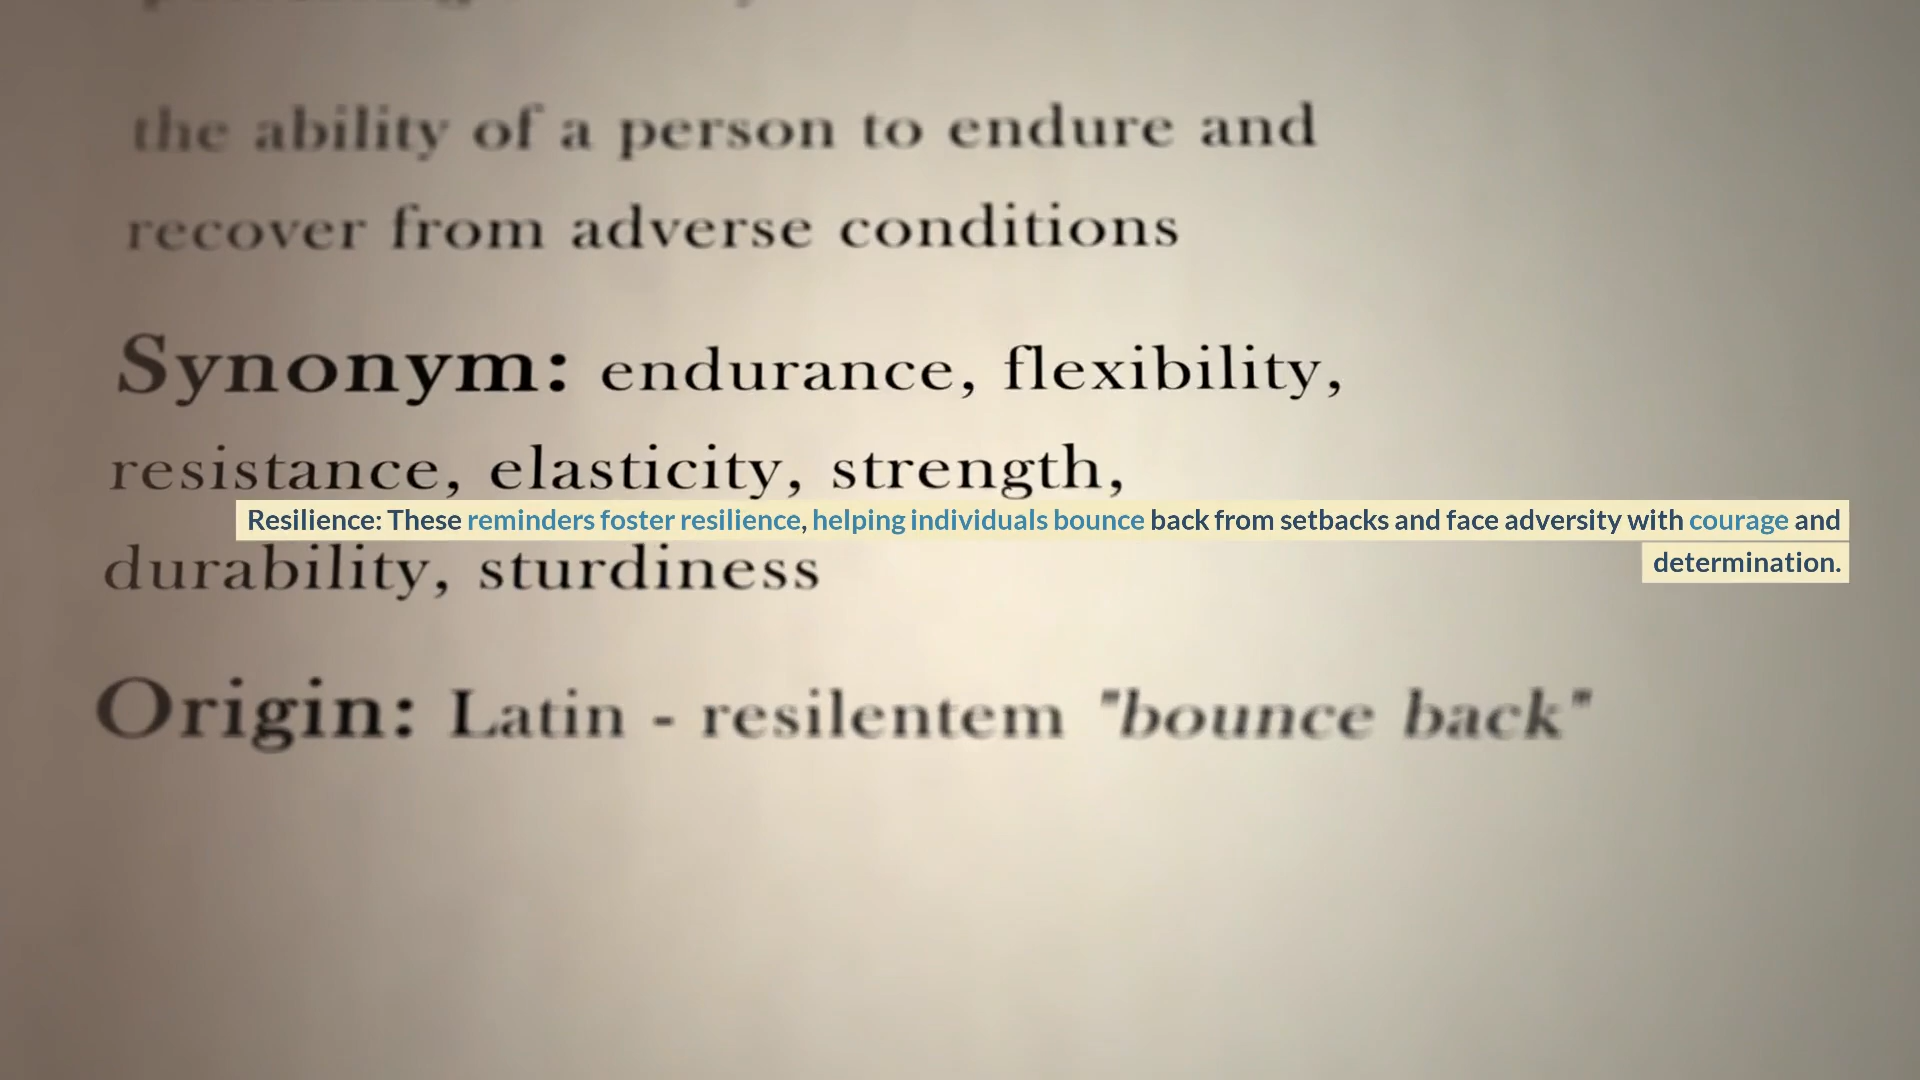 the ability of a person to endure and
recover from adverse conditions
Synonym: endurance, flexibility,
resistance, elasticity, strength,
Resilience: These reminders foster resilience, helping individuals bounce back from setbacks and face adversity with courage and
determination.
durability, sturdiness
Origin: Latin - resilentem "bounce back"